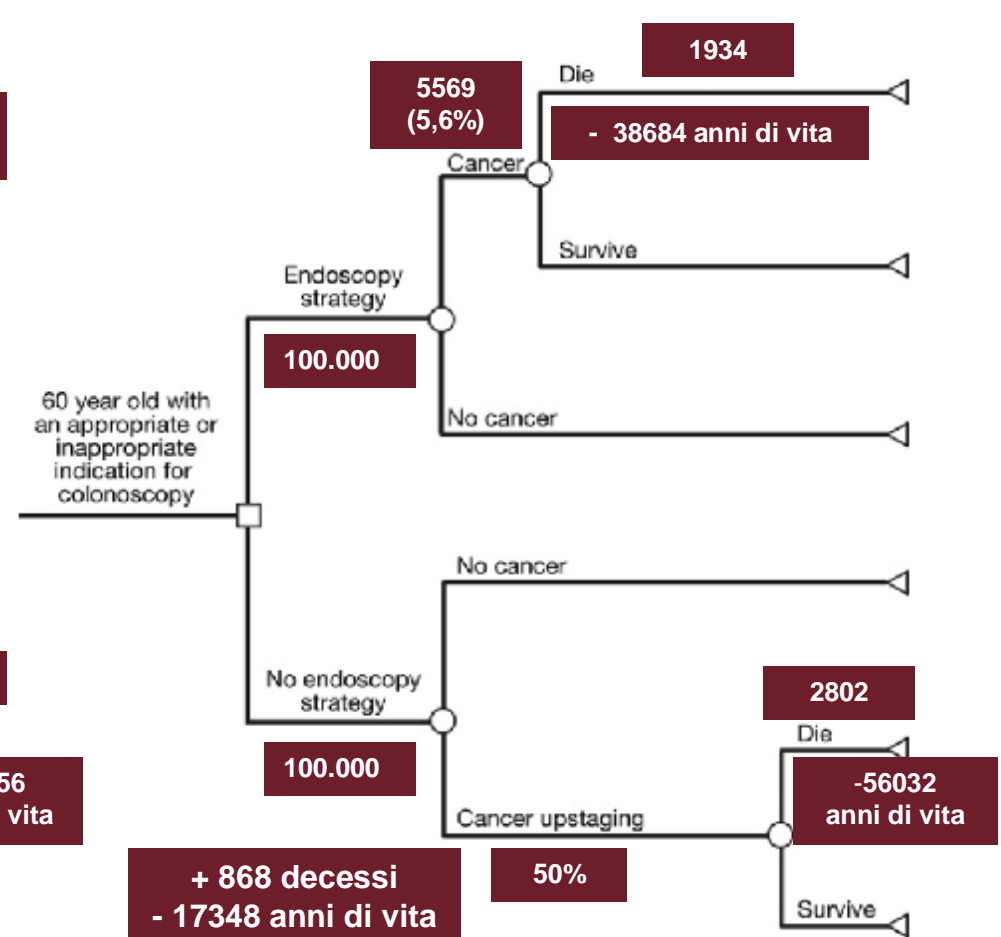 1934
Die
5569
(5,6%)
- 38684 anni di vita
Cancer
Survive
Endoscopy
strategy
100.000
60 year old with
an appropriate or
inappropriate
indication for
colonoscopy
No cancer
No cancer
No endoscopy
strategy
2802
Die
100.000
56
vita
-56032
anni di vita
Cancer upstaging
50%
+ 868 decessi
- 17348 anni di vita
Survive